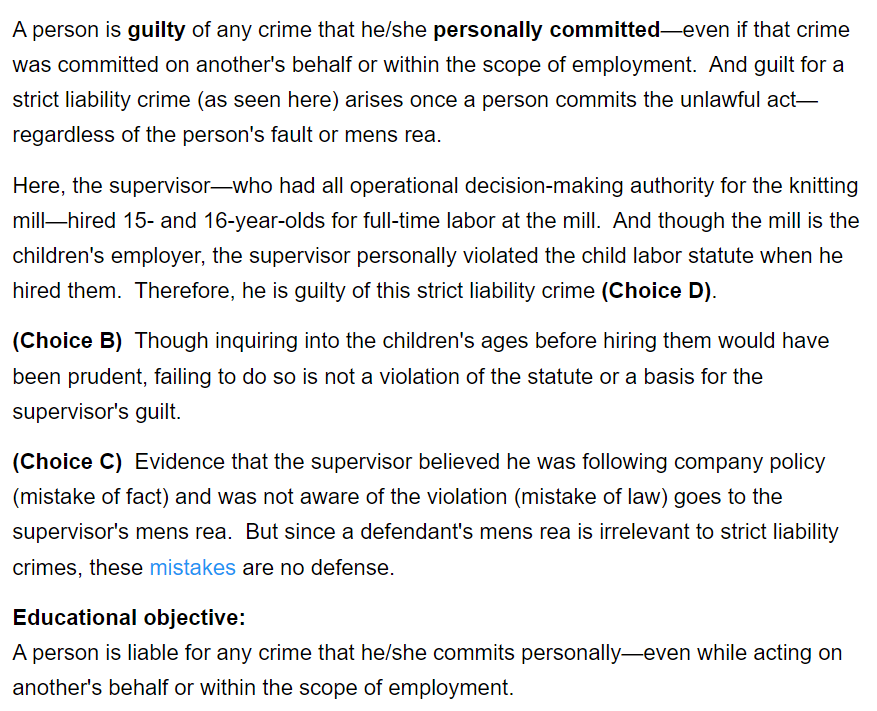 A person is guilty of any crime that he/she personally committed—even if that crime
was committed on another's behalf or within the scope of employment.  And guilt for a
strict liability crime (as seen here) arises once a person commits the unlawful act—
regardless of the person's fault or mens rea.
Here, the supervisor—who had all operational decision-making authority for the knitting
mill—hired 15- and 16-year-olds for full-time labor at the mill.  And though the mill is the
children's employer, the supervisor personally violated the child labor statute when he
hired them.  Therefore, he is guilty of this strict liability crime (Choice D).
(Choice B)  Though inquiring into the children's ages before hiring them would have
been prudent, failing to do so is not a violation of the statute or a basis for the
supervisor's guilt.
(Choice C)  Evidence that the supervisor believed he was following company policy
(mistake of fact) and was not aware of the violation (mistake of law) goes to the
supervisor's mens rea.  But since a defendant's mens rea is irrelevant to strict liability
crimes, these mistakes are no defense.
Educational objective:
A person is liable for any crime that he/she commits personally—even while acting on
another's behalf or within the scope of employment.